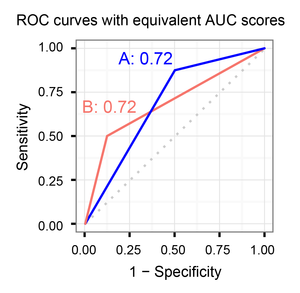 ROC curves with equivalent AUC scores
A: 0.72
B: 0.72
1.00
0.75
0.50
0.25
0.00
Sensitivity
0.00 0.25 0.50 0.75 1.00
1 − Specificity